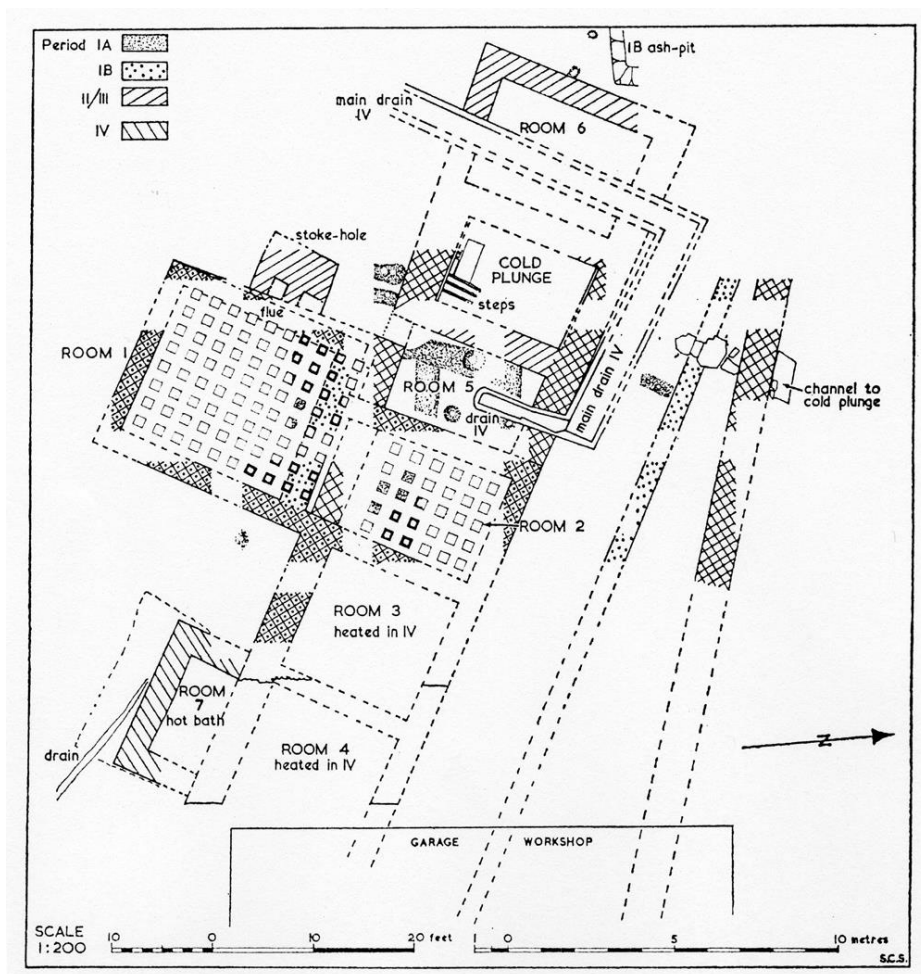 Period IA
IB
II/III
IV
IB ash-pit
main drain
IV
ROOM 6
stoke-hole
COLD
PLUNGE
steps
flue
ROOM 1
ROOM 5
drain
IV
main drain IV
channel to
cold plunge
ROOM 2
ROOM 3
heated in IV
ROOM
7
hot bath
drain
ROOM 4
heated in IV
N
GARAGE WORKSHOP
SCALE
1:200
10 0 10 20 feet 1 0 5 10 metres
S.C.S.